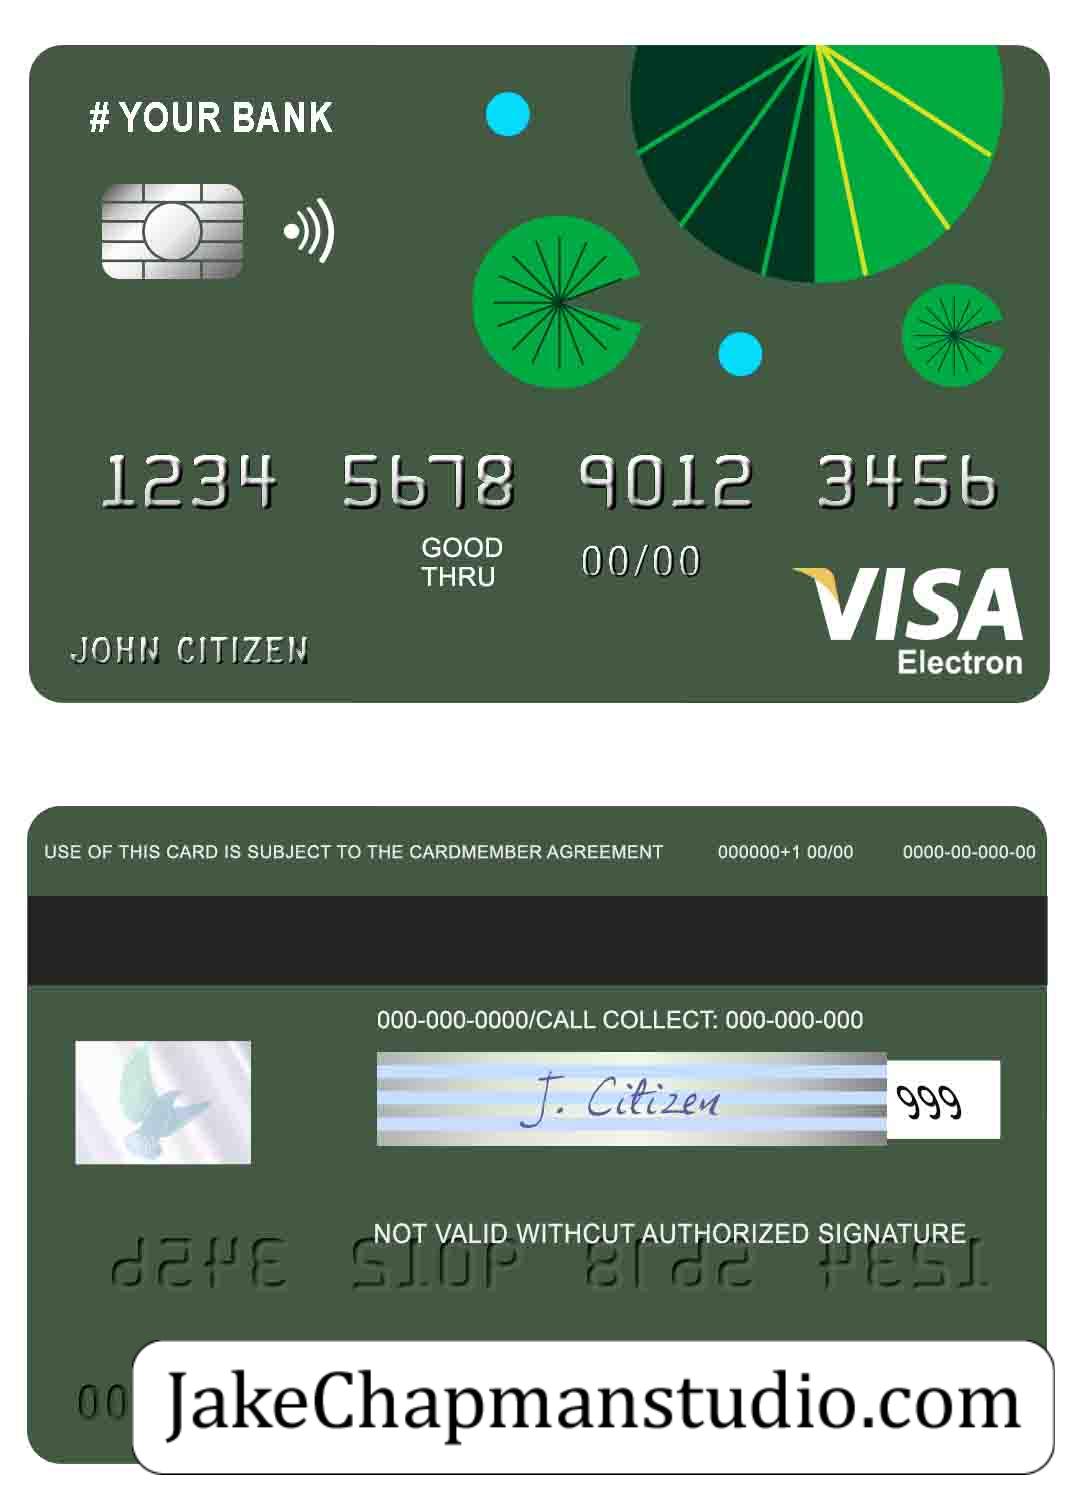 # YOUR BANK
1234 5678 9012 3456
GOOD
THRU
00/00
VISA
Electron
JOHN CITIZEN
USE OF THIS CARD IS SUBJECT TO THE CARDMEMBER AGREEMENT 000000+1 00/00 0000-00-000-00
000-000-0000/CALL COLLECT: 000-000-000
J. Citizen
999
NOT VALID WITHCUT AUTHORIZED SIGNATURE
00
JakeChapmanstudio.com